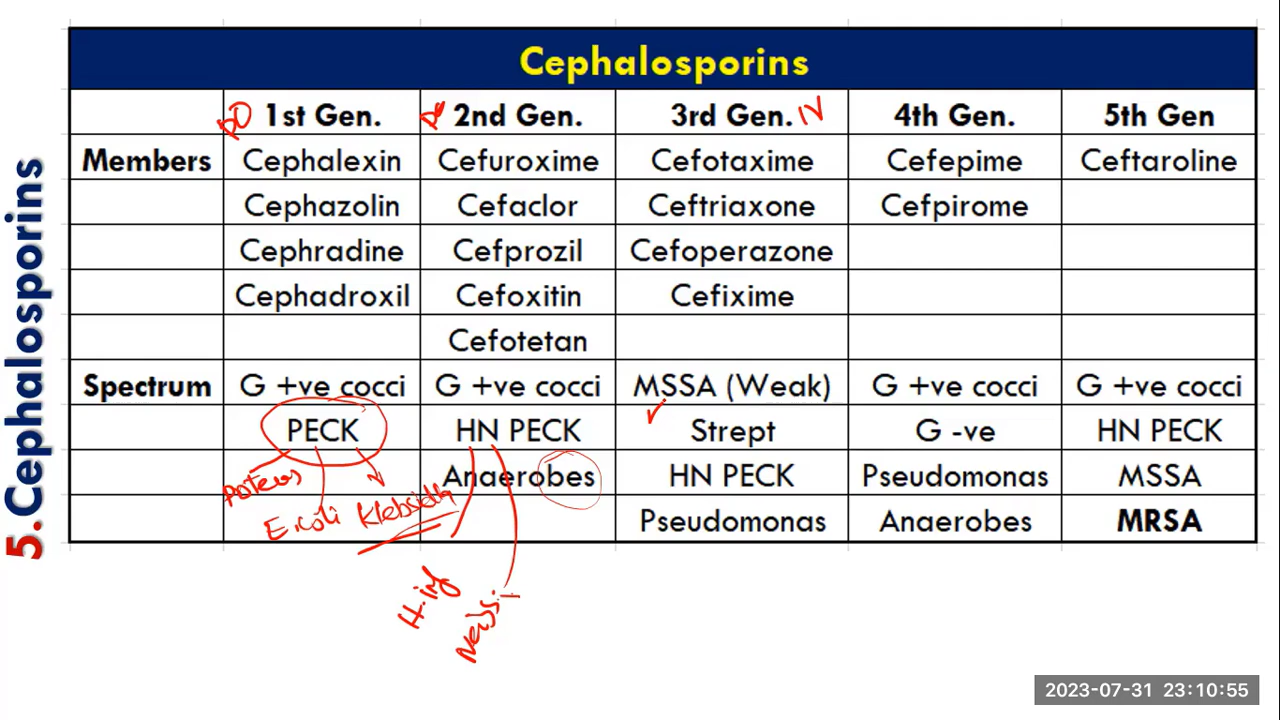 5.Cephalosporins
Cephalosporins
PO 1st Gen. 2nd Gen. 3rd Gen. IV 4th Gen. 5th Gen
Members Cephalexin Cefuroxime Cefotaxime Cefepime Ceftaroline
Cephazolin Cefaclor Ceftriaxone Cefpirome
Cephradine Cefprozil Cefoperazone
Cephadroxil Cefoxitin Cefixime
Cefotetan
Spectrum G +ve cocci G +ve cocci MSSA (Weak) G +ve cocci G +ve cocci
PECK HN PECK Strept G -ve HN PECK
Anaerobes HN PECK Pseudomonas MSSA
Pseudomonas Anaerobes MRSA
Poteus
E.coli Klebsiella
H.inf
2023-07-31 23:10:55